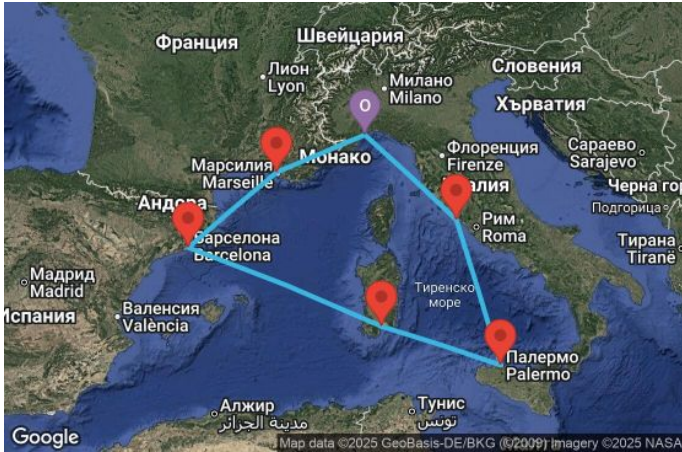 Франция
Швейцария
Лион
Lyon
Милано
Milano
Словения
Хърватия
О
Монако
Марсилия
Marseille
Флоренция
Firenze
Сараево
Sarajevo
Андора
Италия
Черна гор
Подгорица
Рим
Roma
Барселона
Barcelona
Тирана
Tiranë
Мадрид
Madrid
Тиренско
море
Валенсия
València
Испания
Палермо
Palermo
Алжир
مدينة الجزائر
Тунис
تونس
Google
Map data ©2025 GeoBasis-DE/BKG (©2009) Imagery ©2025 NASA